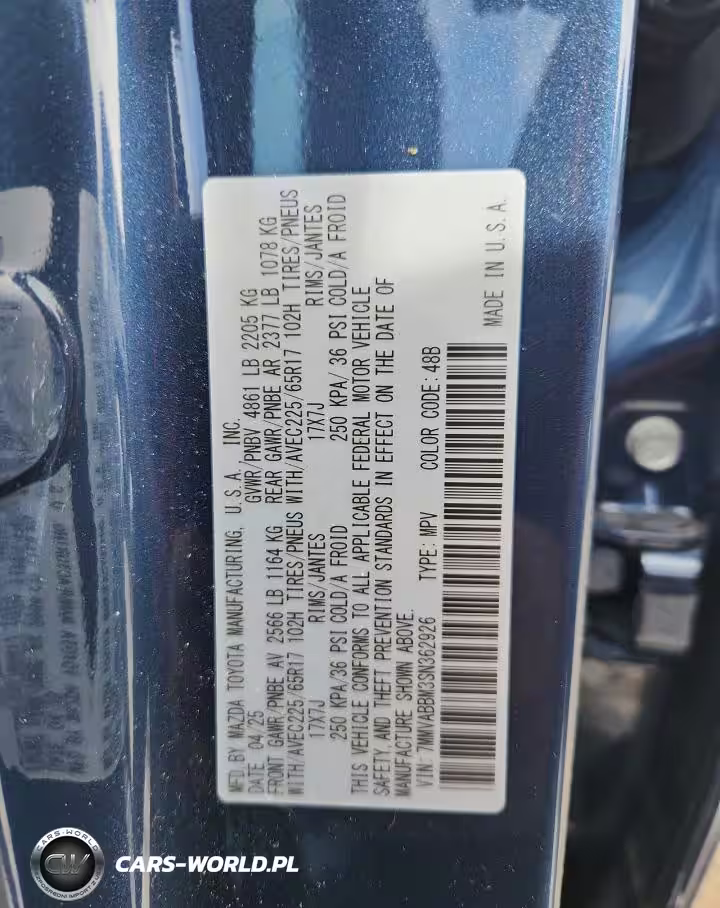 MFD. BY MAZDA TOYOTA MANUFACTURING, U.S.A. INC.
DATE 04/25 GVWR/PNBV 4861 LB 2205 KG
FRONT GAWR/PNBE AV 2566 LB 1164 KG REAR GAWR/PNBE AR 2377 LB 1078 KG
WITH/AVEC225/65R17 102H TIRES/PNEUS WITH/AVEC225/65R17 102H TIRES/PNEUS
17X7J RIMS/JANTES 17X7J RIMS/JANTES
250 KPA/36 PSI COLD/A FROID 250 KPA/ 36 PSI COLD/A FROID
THIS VEHICLE CONFORMS TO ALL APPLICABLE FEDERAL MOTOR VEHICLE
SAFETY, AND THEFT PREVENTION STANDARDS IN EFFECT ON THE DATE OF
MANUFACTURE SHOWN ABOVE.
VIN: 7MMVABBM3SN362926 TYPE: MPV COLOR CODE: 48B
MADE IN U.S.A.
CARS-WORLD
CW
CARS-WORLD.PL